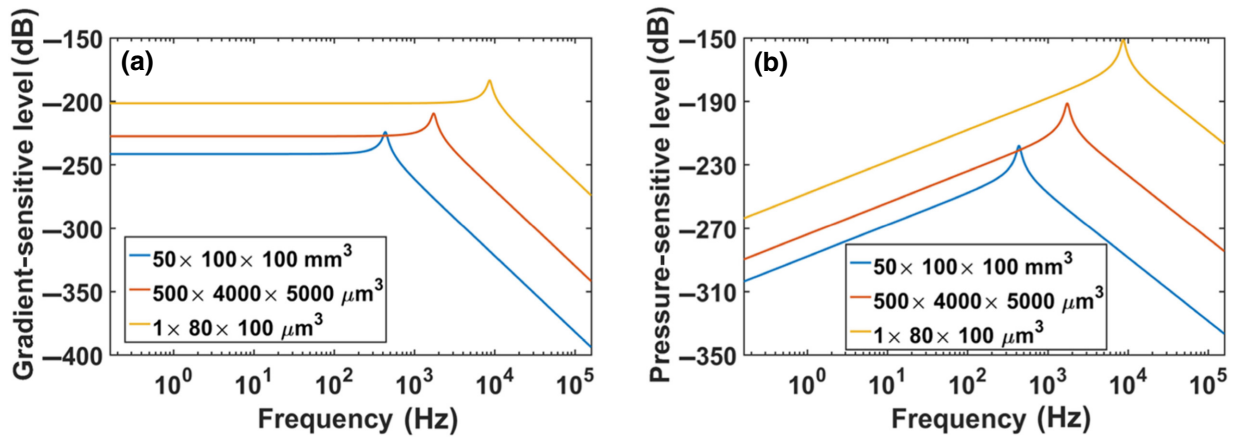 (a)
Gradient-sensitive level (dB)
−150
−200
−250
−300
−350
−400
50× 100× 100 mm³
500× 4000× 5000 μm³
1× 80× 100 μm³
10⁰ 10¹ 10² 10³ 10⁴ 10⁵
Frequency (Hz)
(b)
Pressure-sensitive level (dB)
−150
−190
−230
−270
−310
−350
50× 100× 100 mm³
500× 4000× 5000 μm³
1× 80× 100 μm³
10⁰ 10¹ 10² 10³ 10⁴ 10⁵
Frequency (Hz)